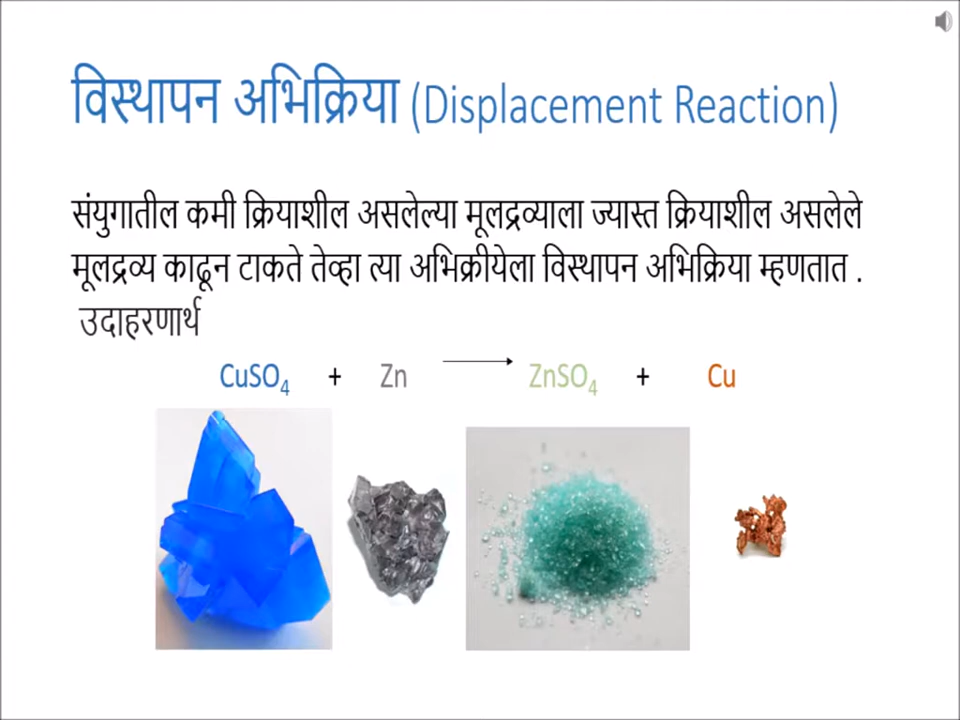 विस्थापन अभिक्रिया (Displacement Reaction)
संयुगातील कमी क्रियाशील असलेल्या मूलद्रव्याला ज्यास्त क्रियाशील असलेले
मूलद्रव्य काढून टाकते तेव्हा त्या अभिक्रीयेला विस्थापन अभिक्रिया म्हणतात .
उदाहरणार्थ
CuSO₄ + Zn ⟶ ZnSO₄ + Cu